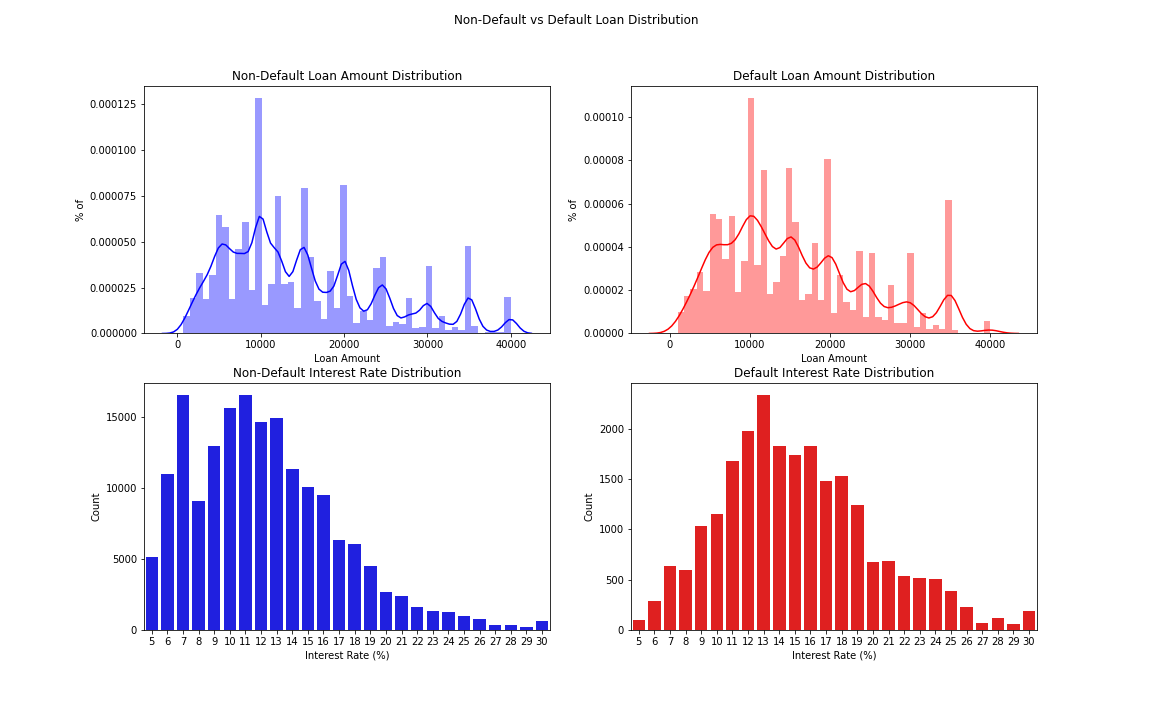 Non-Default vs Default Loan Distribution
Non-Default Loan Amount Distribution
0.000125
0.000100
0.000075
0.000050
0.000025
0.000000
% of
0 10000 20000 30000 40000
Loan Amount
Default Loan Amount Distribution
0.00010
0.00008
0.00006
0.00004
0.00002
0.00000
% of
0 10000 20000 30000 40000
Loan Amount
Non-Default Interest Rate Distribution
15000
10000
5000
0
Count
5 6 7 8 9 10 11 12 13 14 15 16 17 18 19 20 21 22 23 24 25 26 27 28 29 30
Interest Rate (%)
Default Interest Rate Distribution
2000
1500
1000
500
0
Count
5 6 7 8 9 10 11 12 13 14 15 16 17 18 19 20 21 22 23 24 25 26 27 28 29 30
Interest Rate (%)